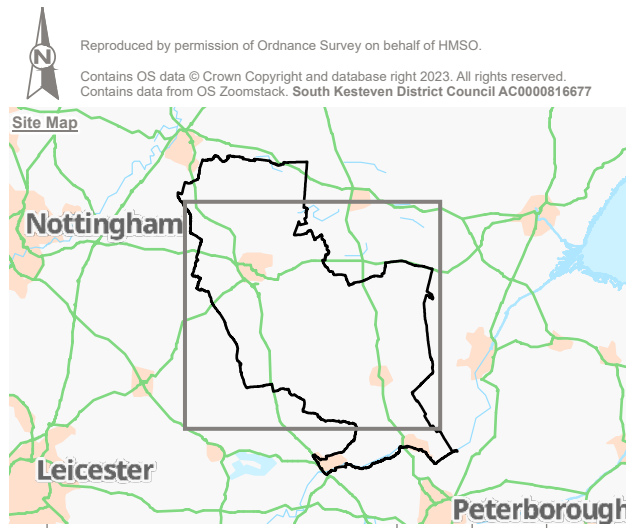 N
Reproduced by permission of Ordnance Survey on behalf of HMSO.
Contains OS data © Crown Copyright and database right 2023. All rights reserved.
Contains data from OS Zoomstack. South Kesteven District Council AC0000816677
Site Map
Nottingham
Leicester
Peterborough